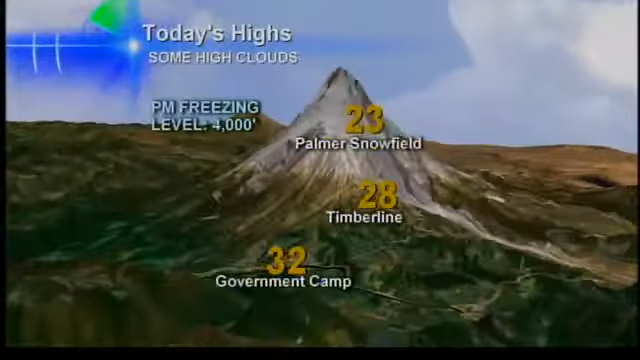 Today's Highs
SOME HIGH CLOUDS
PM FREEZING
LEVEL: 4,000'
23
Palmer Snowfield
28
Timberline
32
Government Camp